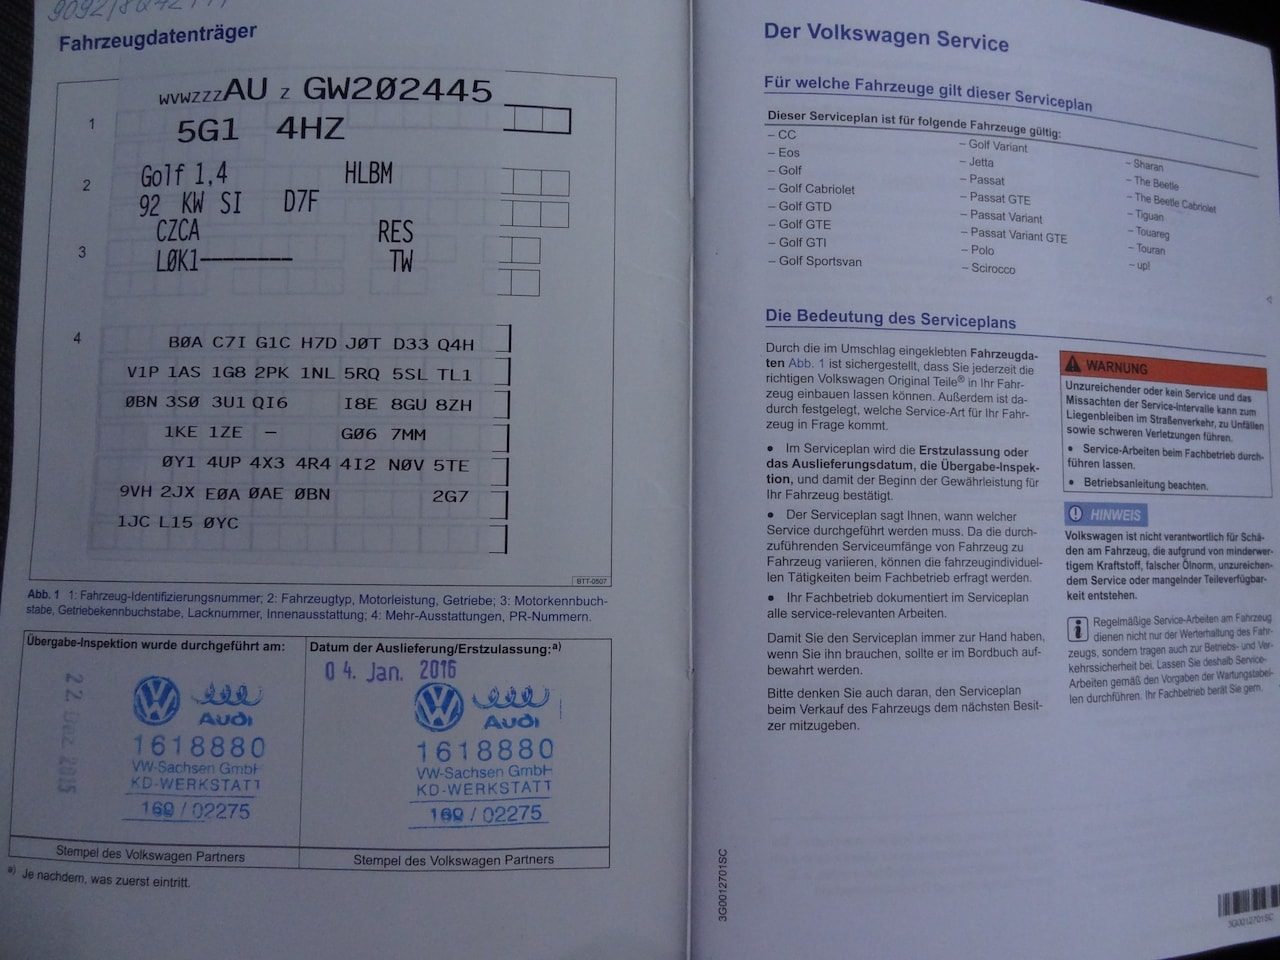 Fahrzeugdatenträger
WVWZZZAU Z GW202445
1
5G1 4HZ
2
Golf 1,4 HLBM
92 KW SI D7F
CZCA RES
3
LØK1-------- TW
4
BØA C7I G1C H7D JØT D33 Q4H
V1P 1AS 1G8 2PK 1NL 5RQ 5SL TL1
ØBN 3SØ 3U1 QI6 I8E 8GU 8ZH
1KE 1ZE – GØ6 7MM
ØY1 4UP 4X3 4R4 4I2 NØV 5TE
9VH 2JX EØA ØAE ØBN 2G7
1JC L15 ØYC
BTT-0507
Abb. 1 1: Fahrzeug-Identifizierungsnummer; 2: Fahrzeugtyp, Motorleistung, Getriebe; 3: Motorkennbuch-
stabe, Getriebekennbuchstabe, Lacknummer, Innenausstattung; 4: Mehr-Ausstattungen, PR-Nummern.
Übergabe-Inspektion wurde durchgeführt am:
22. Dez. 2015
Audi
1618880
VW-Sachsen GmbH
KD-WERKSTATT
160 / 02275
Stempel des Volkswagen Partners
Datum der Auslieferung/Erstzulassung:a)
04. Jan. 2016
Audi
1618880
VW-Sachsen GmbH
KD-WERKSTATT
160 / 02275
Stempel des Volkswagen Partners
a) Je nachdem, was zuerst eintritt.
Der Volkswagen Service
Für welche Fahrzeuge gilt dieser Serviceplan
Dieser Serviceplan ist für folgende Fahrzeuge gültig:
– CC
– Eos
– Golf
– Golf Cabriolet
– Golf GTD
– Golf GTE
– Golf GTI
– Golf Sportsvan
– Golf Variant
– Jetta
– Passat
– Passat GTE
– Passat Variant
– Passat Variant GTE
– Polo
– Scirocco
– Sharan
– The Beetle
– The Beetle Cabriolet
– Tiguan
– Touareg
– Touran
– up!
Die Bedeutung des Serviceplans
Durch die im Umschlag eingeklebten Fahrzeugda-
ten Abb. 1 ist sichergestellt, dass Sie jederzeit die
richtigen Volkswagen Original Teile® in Ihr Fahr-
zeug einbauen lassen können. Außerdem ist da-
durch festgelegt, welche Service-Art für Ihr Fahr-
zeug in Frage kommt.
● Im Serviceplan wird die Erstzulassung oder
das Auslieferungsdatum, die Übergabe-Inspek-
tion, und damit der Beginn der Gewährleistung für
Ihr Fahrzeug bestätigt.
● Der Serviceplan sagt Ihnen, wann welcher
Service durchgeführt werden muss. Da die durch-
zuführenden Serviceumfänge von Fahrzeug zu
Fahrzeug variieren, können die fahrzeugindividuel-
len Tätigkeiten beim Fachbetrieb erfragt werden.
● Ihr Fachbetrieb dokumentiert im Serviceplan
alle service-relevanten Arbeiten.
Damit Sie den Serviceplan immer zur Hand haben,
wenn Sie ihn brauchen, sollte er im Bordbuch auf-
bewahrt werden.
Bitte denken Sie auch daran, den Serviceplan
beim Verkauf des Fahrzeugs dem nächsten Besit-
zer mitzugeben.
WARNUNG
Unzureichender oder kein Service und das
Missachten der Service-Intervalle kann zum
Liegenbleiben im Straßenverkehr, zu Unfällen
sowie schweren Verletzungen führen.
● Service-Arbeiten beim Fachbetrieb durch-
führen lassen.
● Betriebsanleitung beachten.
HINWEIS
Volkswagen ist nicht verantwortlich für Schä-
den am Fahrzeug, die aufgrund von minderwer-
tigem Kraftstoff, falscher Ölnorm, unzureichen-
dem Service oder mangelnder Teileverfügbar-
keit entstehen.
Regelmäßige Service-Arbeiten am Fahrzeug
dienen nicht nur der Werterhaltung des Fahr-
zeugs, sondern tragen auch zur Betriebs- und Ver-
kehrssicherheit bei. Lassen Sie deshalb Service-
Arbeiten gemäß den Vorgaben der Wartungstabel-
len durchführen. Ihr Fachbetrieb berät Sie gern.
3G0012701SC
3G0012701SC